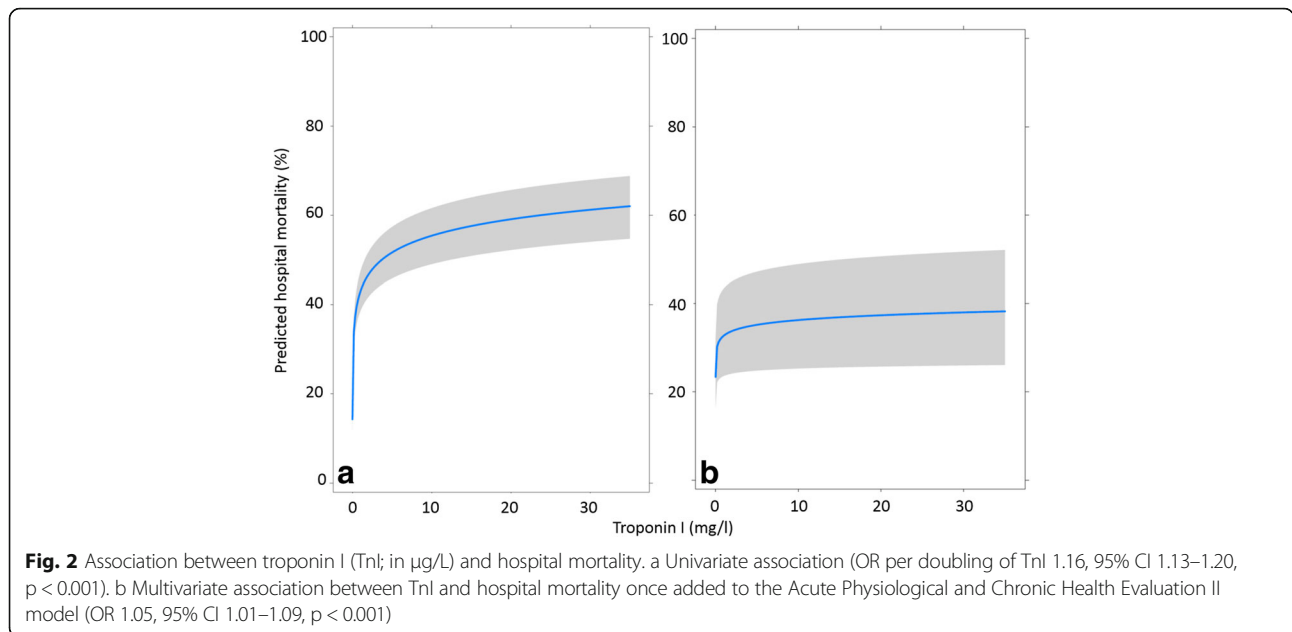 100
80
60
40
20
0
Predicted hospital mortality (%)
a
0
10
20
30
100
80
60
40
20
0
b
0
10
20
30
Troponin I (mg/l)
Fig. 2 Association between troponin I (TnI; in μg/L) and hospital mortality. a Univariate association (OR per doubling of TnI 1.16, 95% CI 1.13–1.20,
p < 0.001). b Multivariate association between TnI and hospital mortality once added to the Acute Physiological and Chronic Health Evaluation II
model (OR 1.05, 95% CI 1.01–1.09, p < 0.001)